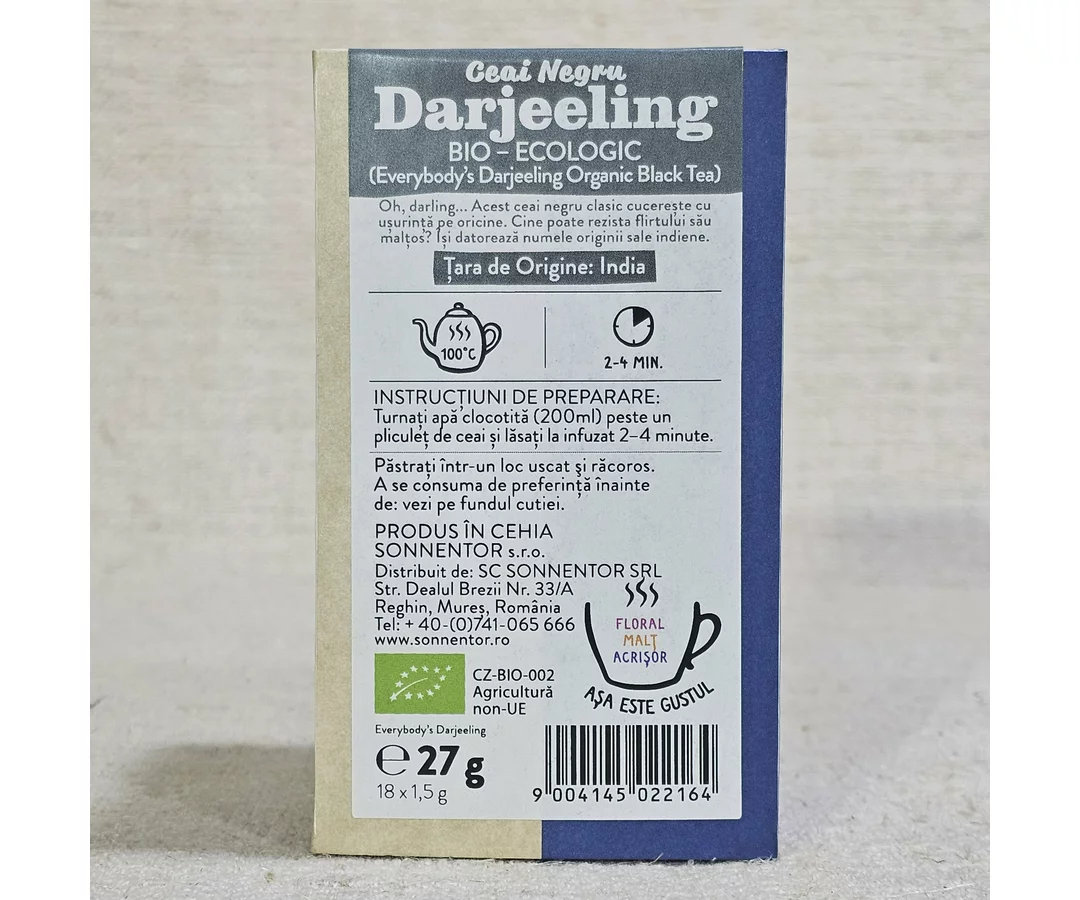 Ceai Negru
Darjeeling
BIO – ECOLOGIC
(Everybody's Darjeeling Organic Black Tea)
Oh, darling... Acest ceai negru clasic cucerește cu
ușurință pe oricine. Cine poate rezista flirtului său
malțos? Își datorează numele originii sale indiene.
Țara de Origine: India
100°C
2-4 MIN.
INSTRUCȚIUNI DE PREPARARE:
Turnați apă clocotită (200ml) peste un
pliculeț de ceai și lăsați la infuzat 2–4 minute.
Păstrați într-un loc uscat şi răcoros.
A se consuma de preferință înainte
de: vezi pe fundul cutiei.
PRODUS ÎN CEHIA
SONNENTOR s.r.o.
Distribuit de: SC SONNENTOR SRL
Str. Dealul Brezii Nr. 33/A
Reghin, Mureș, România
Tel: + 40-(0)741-065 666
www.sonnentor.ro
FLORAL
MALȚ
ACRIȘOR
AȘA ESTE GUSTUL
CZ-BIO-002
Agricultură
non-UE
Everybody's Darjeeling
℮ 27 g
18 x 1,5 g
9 004145 022164